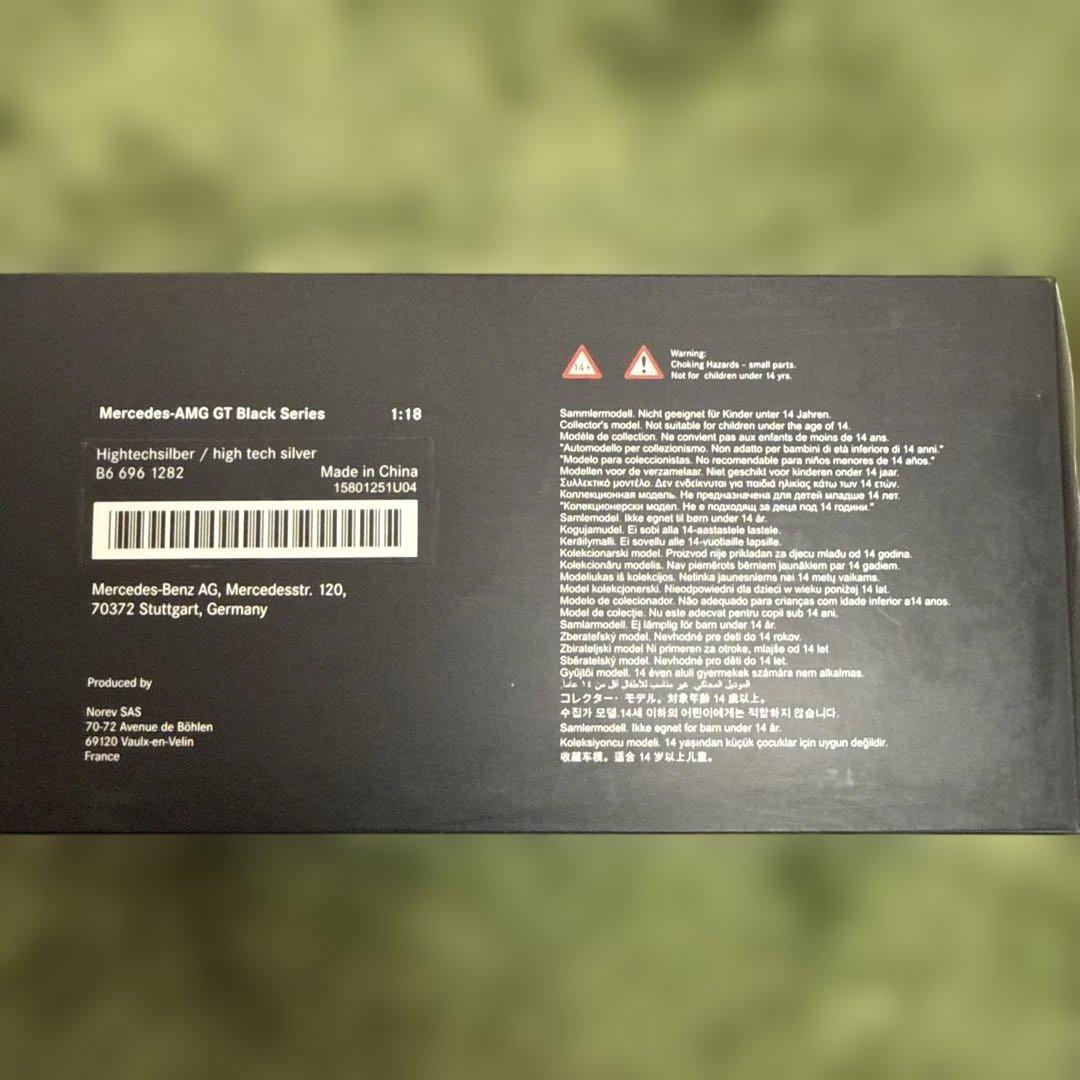 Mercedes-AMG GT Black Series 1:18
Hightechsilber / high tech silver
B6 696 1282
Made in China
15801251U04
Mercedes-Benz AG, Mercedesstr. 120,
70372 Stuttgart, Germany
Produced by
Norev SAS
70-72 Avenue de Böhlen
69120 Vaulx-en-Velin
France
14+
Warning:
Choking Hazards - small parts.
Not for children under 14 yrs.
Sammlermodell. Nicht geeignet für Kinder unter 14 Jahren.
Collector's model. Not suitable for children under the age of 14.
Modèle de collection. Ne convient pas aux enfants de moins de 14 ans.
"Automodello per collezionismo. Non adatto per bambini di età inferiore di 14 anni."
"Modelo para coleccionistas. No recomendable para niños menores de 14 años."
Modellen voor de verzamelaar. Niet geschikt voor kinderen onder 14 jaar.
Συλλεκτικό μοντέλο. Δεν ενδείκνυται για παιδιά ηλικίας κάτω των 14 ετών.
Коллекционная модель. Не предназначена для детей младше 14 лет.
"Колекционерски модел. Не е подходящ за деца под 14 години."
Samlemodel. Ikke egnet til børn under 14 år.
Kogujamudel. Ei sobi alla 14-aastastele lastele.
Keräilymalli. Ei sovellu alle 14-vuotiaille lapsille.
Kolekcionarski model. Proizvod nije prikladan za djecu mlađu od 14 godina.
Kolekcionāru modelis. Nav piemērots bērniem jaunākiem par 14 gadiem.
Modeliukas iš kolekcijos. Netinka jaunesniems nei 14 metų vaikams.
Model kolekcjonerski. Nieodpowiedni dla dzieci w wieku poniżej 14 lat.
Modelo de colecionador. Não adequado para crianças com idade inferior a14 anos.
Model de colecţie. Nu este adecvat pentru copii sub 14 ani.
Samlarmodell. Ej lämplig för barn under 14 år.
Zberateľský model. Nevhodné pre deti do 14 rokov.
Zbirateljski model Ni primeren za otroke, mlajše od 14 let
Sběratelský model. Nevhodné pro děti do 14 let.
Gyűjtői modell. 14 éven aluli gyermekek számára nem alkalmas.
الموديل المحاكي. غير مناسب للأطفال أقل من ١٤ عاما.
コレクター・モデル。対象年齢 14 歳以上。
수집가 모델.14세 이하의 어린이에게는 적합하지 않습니다.
Samlermodell. Ikke egnet for barn under 14 år.
Koleksiyoncu modeli. 14 yaşından küçük çocuklar için uygun değildir.
收藏车模。适合 14 岁以上儿童。